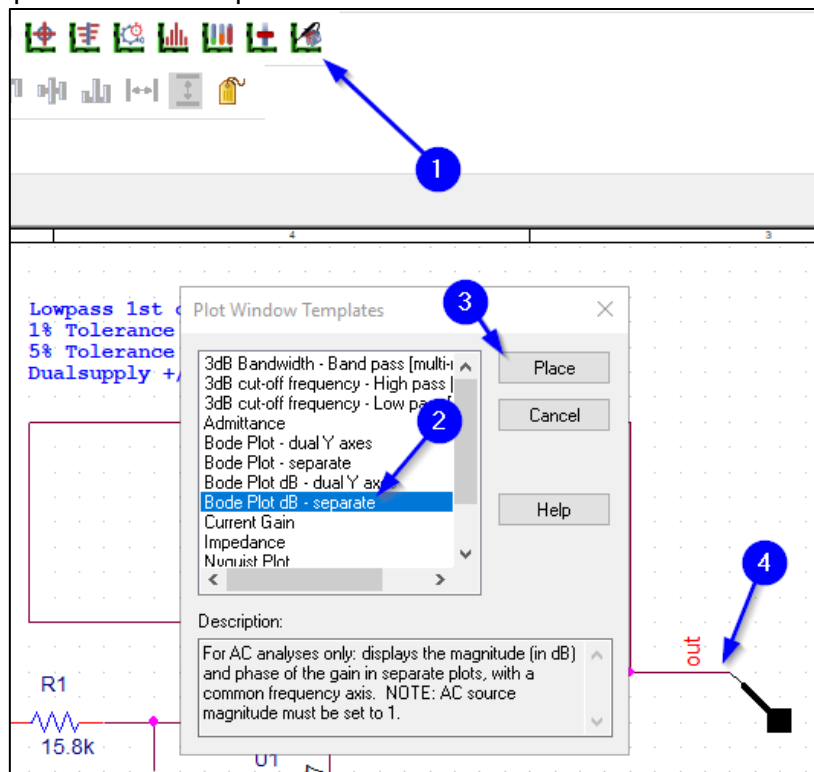 1
4
3
Lowpass 1st
1% Tolerance
5% Tolerance
Dualsupply +/
Plot Window Templates
3
3dB Bandwidth - Band pass [multi-
3dB cut-off frequency - High pass [
3dB cut-off frequency - Low
Admittance
Bode Plot - dual Y axes
Bode Plot - separate
Bode Plot dB - dual Y
Bode Plot dB - separate
Current Gain
Impedance
Nyquist Plot
2
Place
Cancel
Help
Description:
For AC analyses only: displays the magnitude (in dB)
and phase of the gain in separate plots, with a
common frequency axis. NOTE: AC source
magnitude must be set to 1.
4
out
R1
15.8k
U1